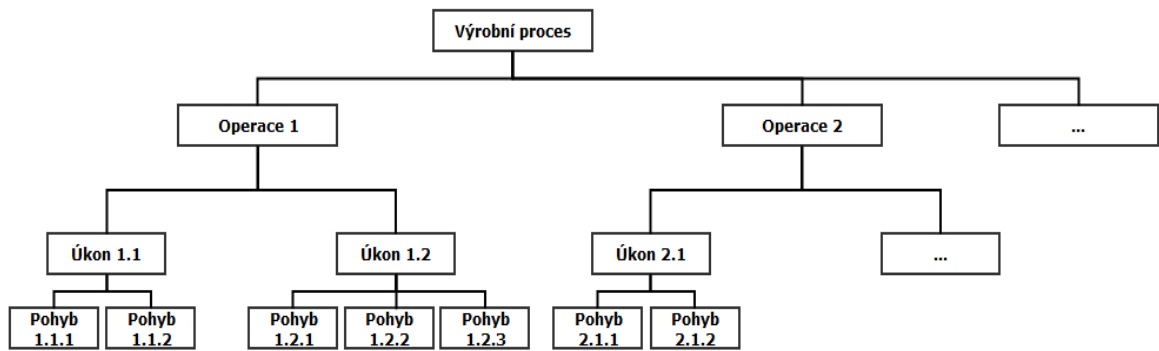 Výrobní proces
Operace 1
Operace 2
...
Úkon 1.1
Úkon 1.2
Úkon 2.1
...
Pohyb
1.1.1
Pohyb
1.1.2
Pohyb
1.2.1
Pohyb
1.2.2
Pohyb
1.2.3
Pohyb
2.1.1
Pohyb
2.1.2